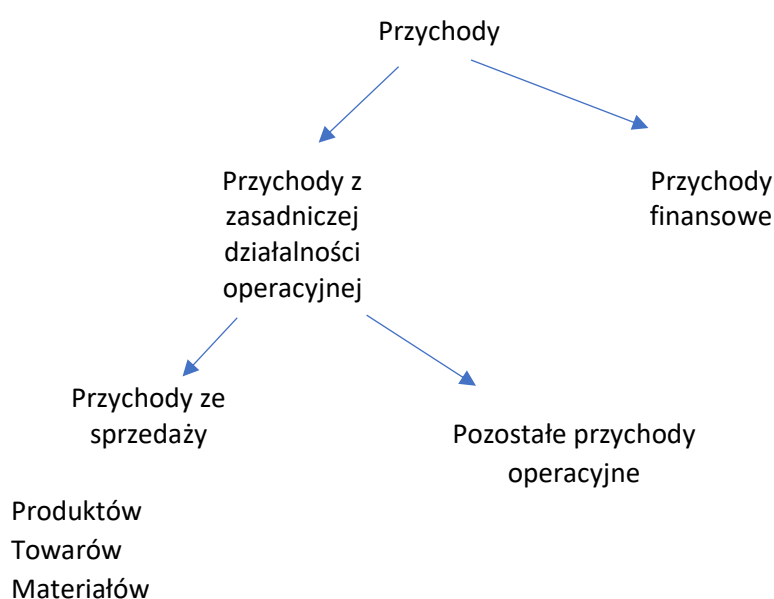 Przychody
Przychody z
zasadniczej
działalności
operacyjnej
Przychody
finansowe
Przychody ze
sprzedaży
Pozostałe przychody
operacyjne
Produktów
Towarów
Materiałów